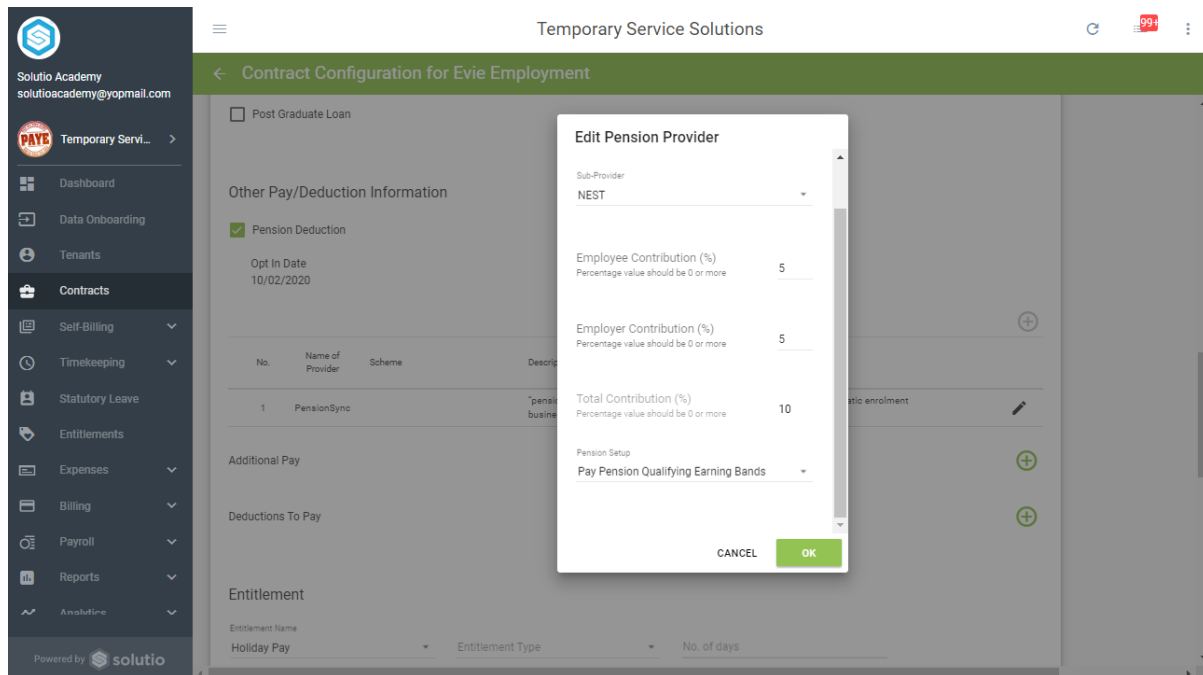 Temporary Service Solutions
99+
Solutio Academy
solutioacademy@yopmail.com
PAYE
Temporary Servi...
Dashboard
Data Onboarding
Tenants
Contracts
Self-Billing
Timekeeping
Statutory Leave
Entitlements
Expenses
Billing
Payroll
Reports
Analytics
Powered by solutio
Contract Configuration for Evie Employment
Post Graduate Loan
Other Pay/Deduction Information
Pension Deduction
Opt In Date
10/02/2020
No. Name of Provider Scheme Descrip
1 PensionSync "pensio atic enrolment
busine
Additional Pay
Deductions To Pay
Entitlement
Entitlement Name
Holiday Pay Entitlement Type No. of days
Edit Pension Provider
Sub-Provider
NEST
Employee Contribution (%)
Percentage value should be 0 or more
5
Employer Contribution (%)
Percentage value should be 0 or more
5
Total Contribution (%)
Percentage value should be 0 or more
10
Pension Setup
Pay Pension Qualifying Earning Bands
CANCEL OK